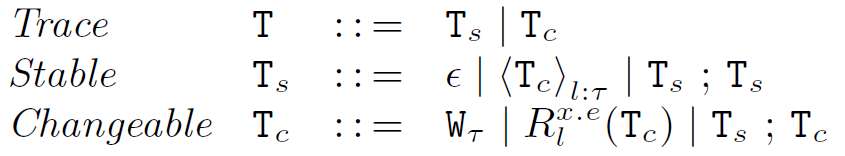 Trace T ::= T_s | T_c
Stable T_s ::= ϵ | ⟨T_c⟩_{l:τ} | T_s ; T_s
Changeable T_c ::= W_τ | R_l^{x.e}(T_c) | T_s ; T_c